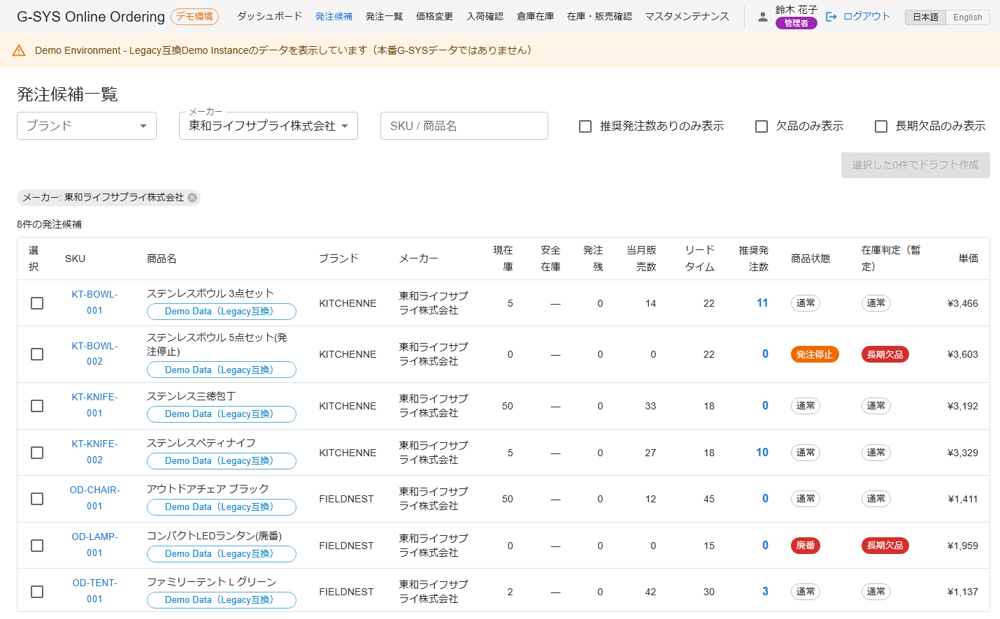 G-SYS Online Ordering デモ環境 ダッシュボード 発注候補 発注一覧 価格変更 入荷確認 倉庫在庫 在庫・販売確認 マスタメンテナンス 鈴木 花子 管理者 ログアウト 日本語 English
Demo Environment - Legacy互換Demo Instanceのデータを表示しています（本番G-SYSデータではありません）
発注候補一覧
ブランド メーカー 東和ライフサプライ株式会社 SKU / 商品名 推奨発注数ありのみ表示 欠品のみ表示 長期欠品のみ表示
選択した0件でドラフト作成
メーカー: 東和ライフサプライ株式会社
8件の発注候補
選択 SKU 商品名 ブランド メーカー 現在庫 安全在庫 発注残 当月販売数 リードタイム 推奨発注数 商品状態 在庫判定（暫定） 単価
KT-BOWL-001 ステンレスボウル 3点セット Demo Data（Legacy互換） KITCHENNE 東和ライフサプライ株式会社 5 — 0 14 22 11 通常 通常 ¥3,466
KT-BOWL-002 ステンレスボウル 5点セット(発注停止) Demo Data（Legacy互換） KITCHENNE 東和ライフサプライ株式会社 0 — 0 0 22 0 発注停止 長期欠品 ¥3,603
KT-KNIFE-001 ステンレス三徳包丁 Demo Data（Legacy互換） KITCHENNE 東和ライフサプライ株式会社 50 — 0 33 18 0 通常 通常 ¥3,192
KT-KNIFE-002 ステンレスペティナイフ Demo Data（Legacy互換） KITCHENNE 東和ライフサプライ株式会社 5 — 0 27 18 10 通常 通常 ¥3,329
OD-CHAIR-001 アウトドアチェア ブラック Demo Data（Legacy互換） FIELDNEST 東和ライフサプライ株式会社 50 — 0 12 45 0 通常 通常 ¥1,411
OD-LAMP-001 コンパクトLEDランタン(廃番) Demo Data（Legacy互換） FIELDNEST 東和ライフサプライ株式会社 0 — 0 0 15 0 廃番 長期欠品 ¥1,959
OD-TENT-001 ファミリーテント L グリーン Demo Data（Legacy互換） FIELDNEST 東和ライフサプライ株式会社 2 — 0 42 30 3 通常 通常 ¥1,137